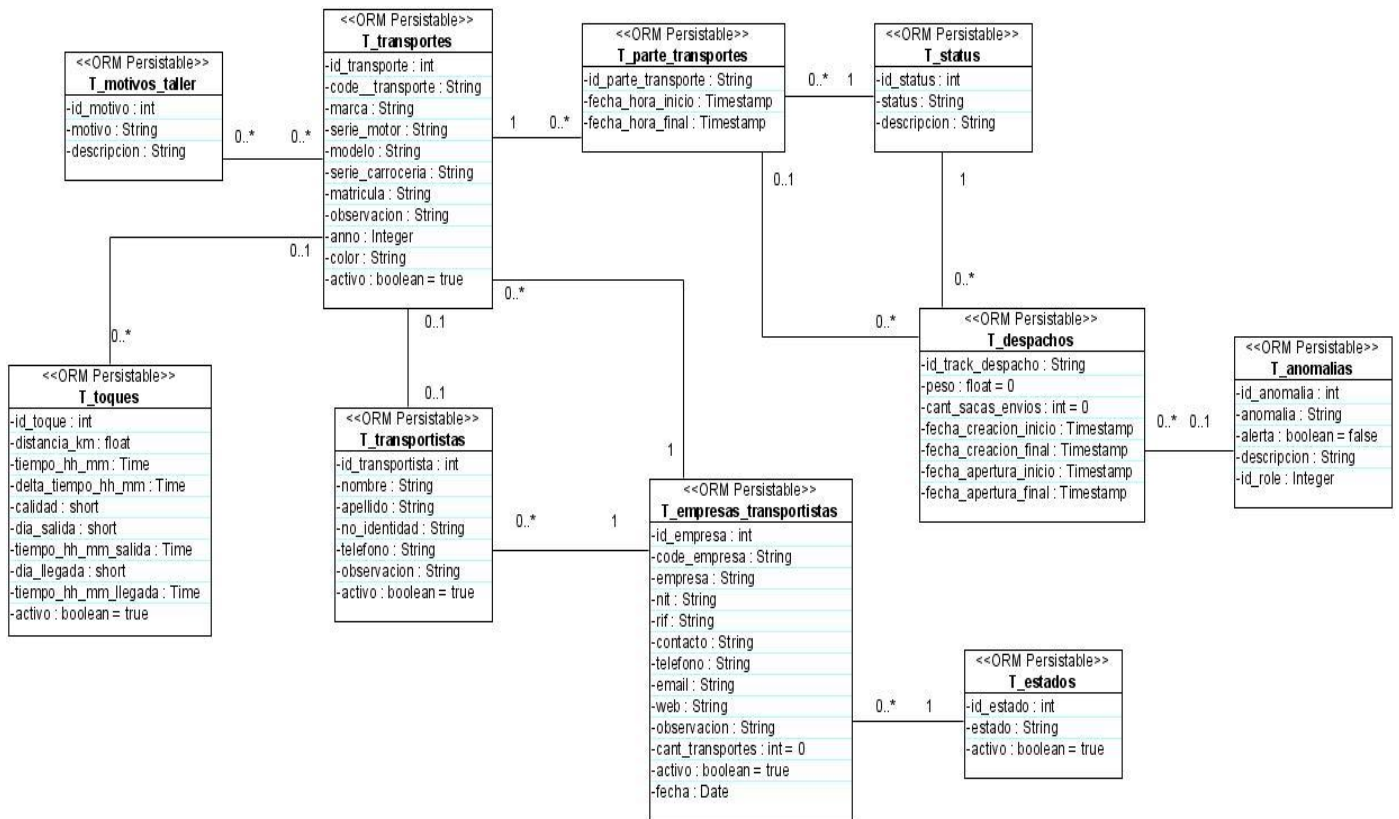 <<ORM Persistable>>
T_motivos_taller
-id_motivo : int
-motivo : String
-descripcion : String
0..*
0..*
<<ORM Persistable>>
T_transportes
-id_transporte : int
-code__transporte : String
-marca : String
-serie_motor : String
-modelo : String
-serie_carroceria : String
-matricula : String
-observacion : String
-anno : Integer
-color : String
-activo : boolean = true
1
0..*
<<ORM Persistable>>
T_parte_transportes
-id_parte_transporte : String
-fecha_hora_inicio : Timestamp
-fecha_hora_final : Timestamp
0..*
1
<<ORM Persistable>>
T_status
-id_status : int
-status : String
-descripcion : String
0..1
1
0..1
0..*
0..1
0..*
0..*
0..*
0..1
1
<<ORM Persistable>>
T_toques
-id_toque : int
-distancia_km : float
-tiempo_hh_mm : Time
-delta_tiempo_hh_mm : Time
-calidad : short
-dia_salida : short
-tiempo_hh_mm_salida : Time
-dia_llegada : short
-tiempo_hh_mm_llegada : Time
-activo : boolean = true
<<ORM Persistable>>
T_transportistas
-id_transportista : int
-nombre : String
-apellido : String
-no_identidad : String
-telefono : String
-observacion : String
-activo : boolean = true
0..*
1
<<ORM Persistable>>
T_despachos
-id_track_despacho : String
-peso : float = 0
-cant_sacas_envios : int = 0
-fecha_creacion_inicio : Timestamp
-fecha_creacion_final : Timestamp
-fecha_apertura_inicio : Timestamp
-fecha_apertura_final : Timestamp
0..*
0..1
<<ORM Persistable>>
T_anomalias
-id_anomalia : int
-anomalia : String
-alerta : boolean = false
-descripcion : String
-id_role : Integer
<<ORM Persistable>>
T_empresas_transportistas
-id_empresa : int
-code_empresa : String
-empresa : String
-nit : String
-rif : String
-contacto : String
-telefono : String
-email : String
-web : String
-observacion : String
-cant_transportes : int = 0
-activo : boolean = true
-fecha : Date
0..*
1
<<ORM Persistable>>
T_estados
-id_estado : int
-estado : String
-activo : boolean = true